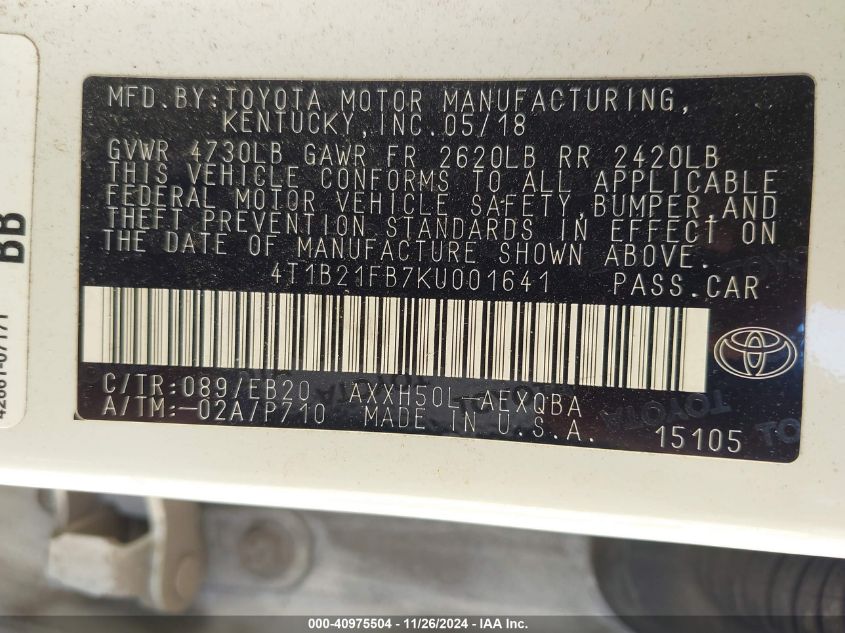 MFD.BY:TOYOTA MOTOR MANUFACTURING,
KENTUCKY,INC.05/18
GVWR 4730LB GAWR FR 2620LB RR 2420LB
THIS VEHICLE CONFORMS TO ALL APPLICABLE
FEDERAL MOTOR VEHICLE SAFETY,BUMPER,AND
THEFT PREVENTION STANDARDS IN EFFECT ON
THE DATE OF MANUFACTURE SHOWN ABOVE.
4T1B21FB7KU001641 PASS.CAR
C/TR:089/EB20 AXXH50L-AEXQBA
A/TM:-02A/P710 MADE IN U.S.A. 15105
TOYOTA
BB
000-40975504 - 11/26/2024 - IAA Inc.